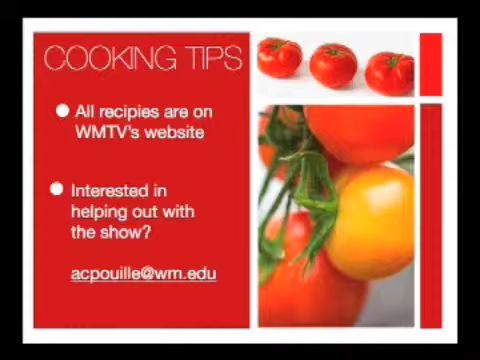 COOKING TIPS
All recipies are on
WMTV's website
Interested in
helping out with
the show?
acpouille@wm.edu